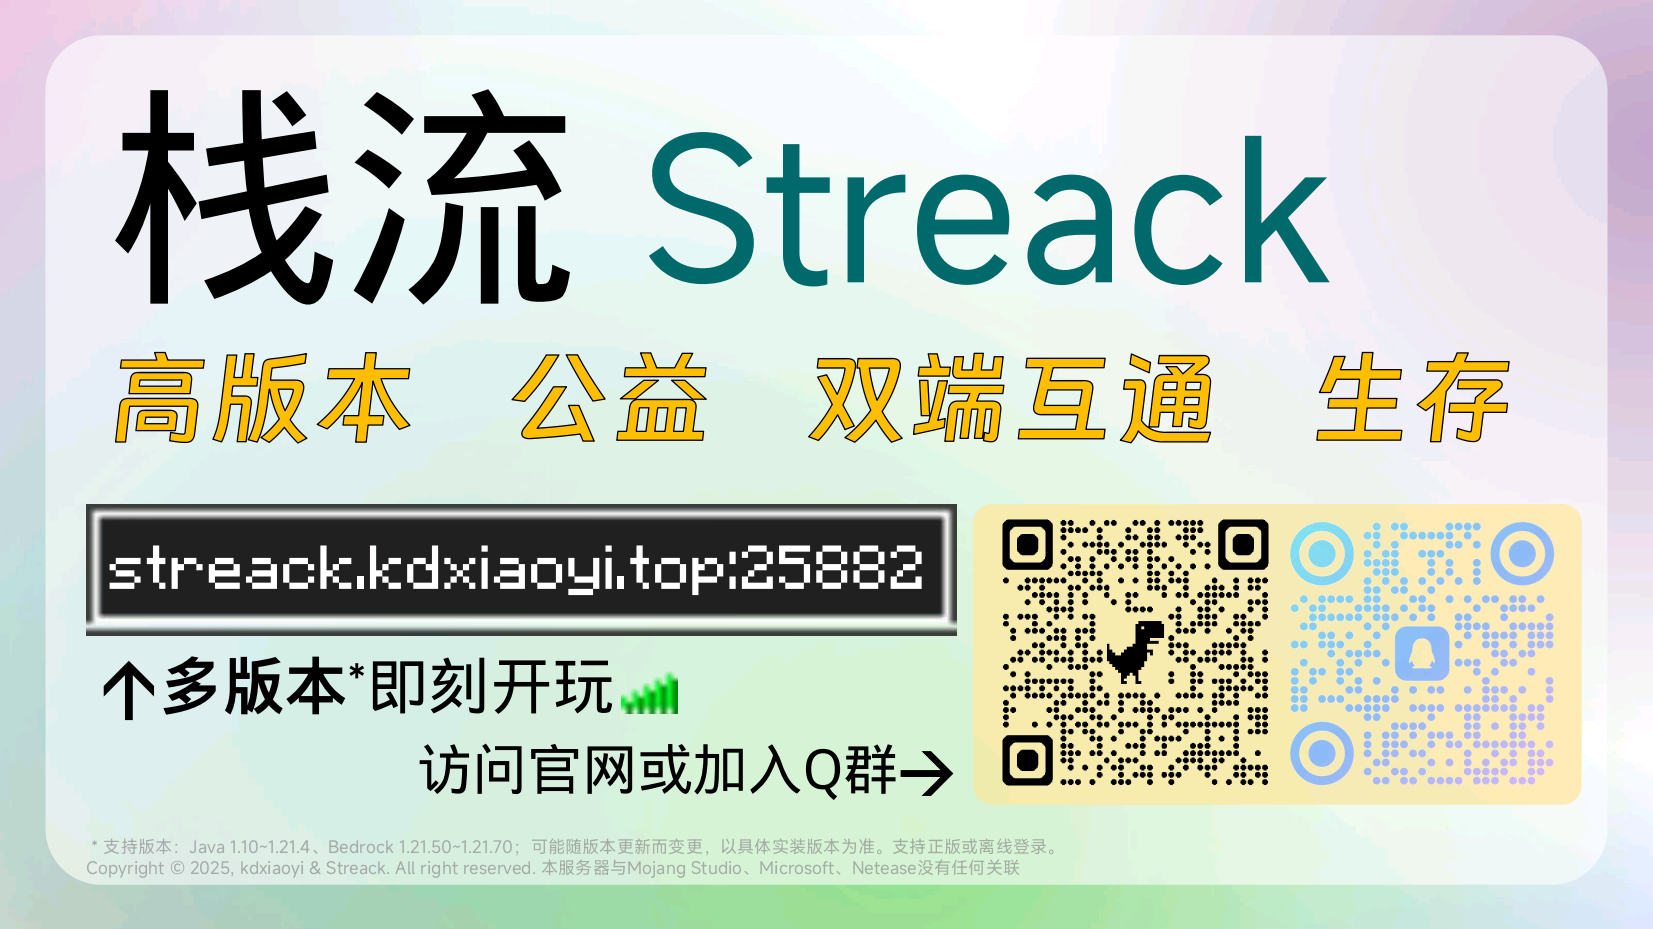 栈流 Streack
高版本 公益 双端互通 生存
streack.kdxiaoyi.top:25882
↑多版本*即刻开玩
访问官网或加入Q群→
* 支持版本：Java 1.10~1.21.4、Bedrock 1.21.50~1.21.70；可能随版本更新而变更，以具体实装版本为准。支持正版或离线登录。
Copyright © 2025, kdxiaoyi & Streack. All right reserved. 本服务器与Mojang Studio、Microsoft、Netease没有任何关联